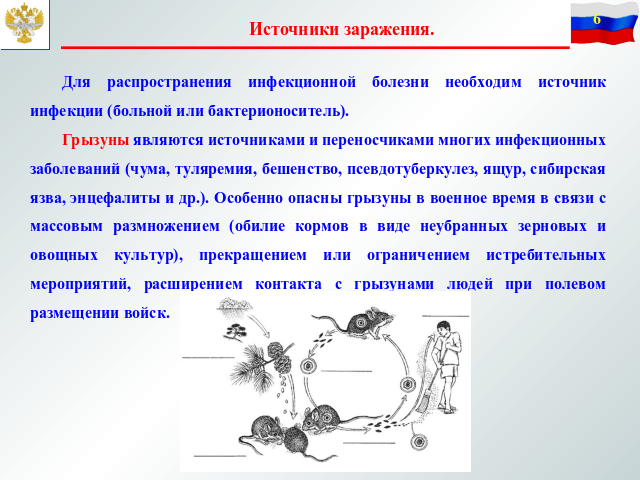 Источники заражения.
6
Для распространения инфекционной болезни необходим источник
инфекции (больной или бактерионоситель).
Грызуны являются источниками и переносчиками многих инфекционных
заболеваний (чума, туляремия, бешенство, псевдотуберкулез, ящур, сибирская
язва, энцефалиты и др.). Особенно опасны грызуны в военное время в связи с
массовым размножением (обилие кормов в виде неубранных зерновых и
овощных культур), прекращением или ограничением истребительных
мероприятий, расширением контакта с грызунами людей при полевом
размещении войск.